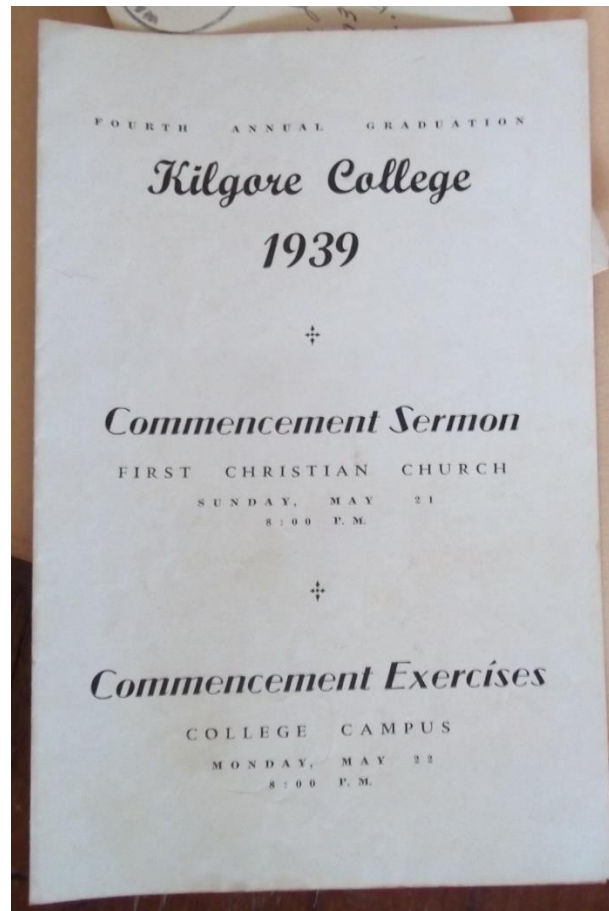 FOURTH ANNUAL GRADUATION
Kilgore College
1939
Commencement Sermon
FIRST CHRISTIAN CHURCH
SUNDAY, MAY 21
8:00 P. M.
Commencement Exercises
COLLEGE CAMPUS
MONDAY, MAY 22
8:00 P. M.